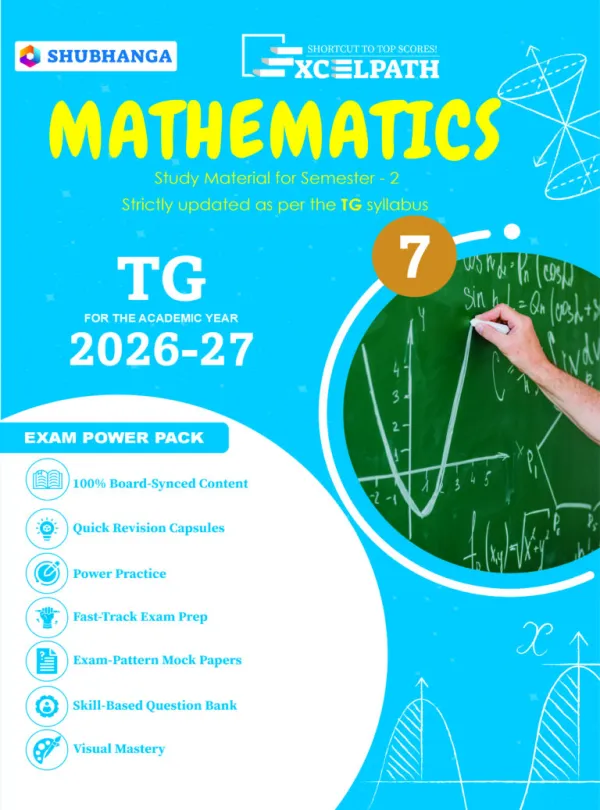 SHUBHANGA
SHORTCUT TO TOP SCORES!
EXCELPATH
MATHEMATICS
Study Material for Semester - 2
Strictly updated as per the TG syllabus
7
TG
FOR THE ACADEMIC YEAR
2026-27
EXAM POWER PACK
100% Board-Synced Content
Quick Revision Capsules
Power Practice
Fast-Track Exam Prep
Exam-Pattern Mock Papers
Skill-Based Question Bank
Visual Mastery
x